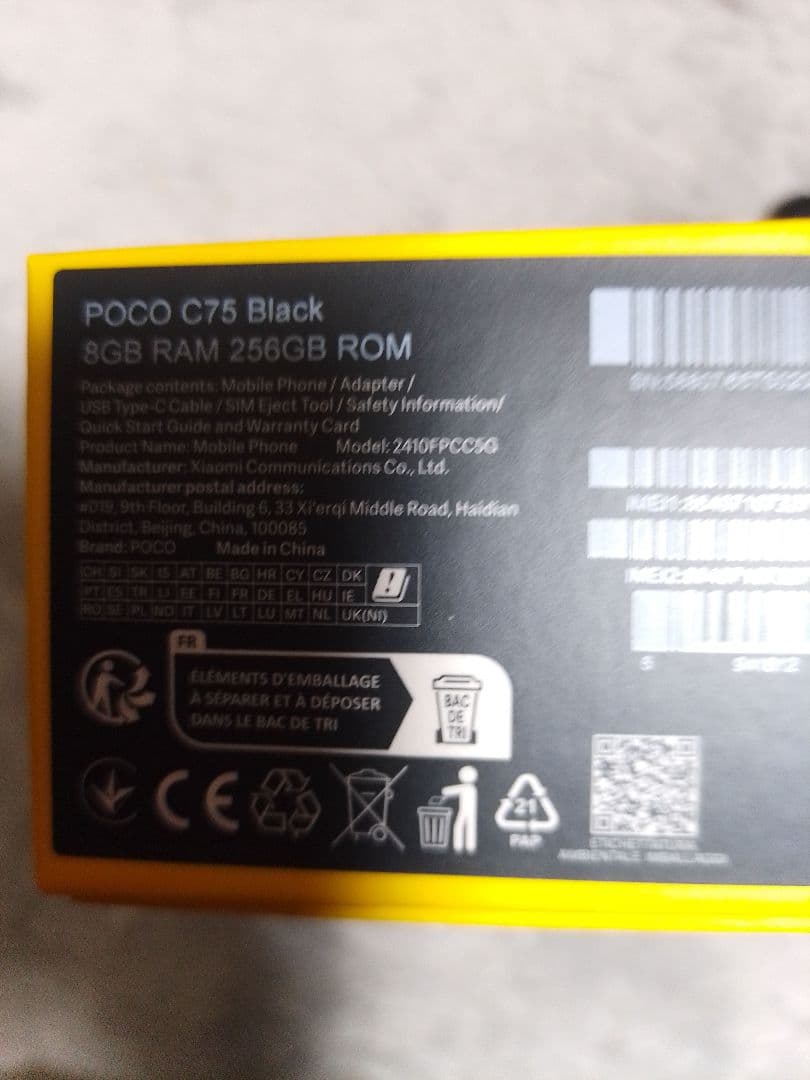 POCO C75 Black
8GB RAM 256GB ROM
Package contents: Mobile Phone / Adapter /
USB Type-C Cable / SIM Eject Tool / Safety Information/
Quick Start Guide and Warranty Card
Product Name: Mobile Phone Model: 2410FPCC5G
Manufacturer: Xiaomi Communications Co., Ltd.
Manufacturer postal address:
#019, 9th Floor, Building 6, 33 Xi'erqi Middle Road, Haidian
District, Beijing, China, 100085
Brand: POCO Made in China
CH SI SK IS AT BE BG HR CY CZ DK
PT ES LI EE FI FR DE EL HU IE
RO SE PL NO IT LV LT LU MT NL UK(NI)
FR
ÉLÉMENTS D'EMBALLAGE
À SÉPARER ET À DÉPOSER
DANS LE BAC DE TRI
BAC
DE
TRI
CE
21
PAP